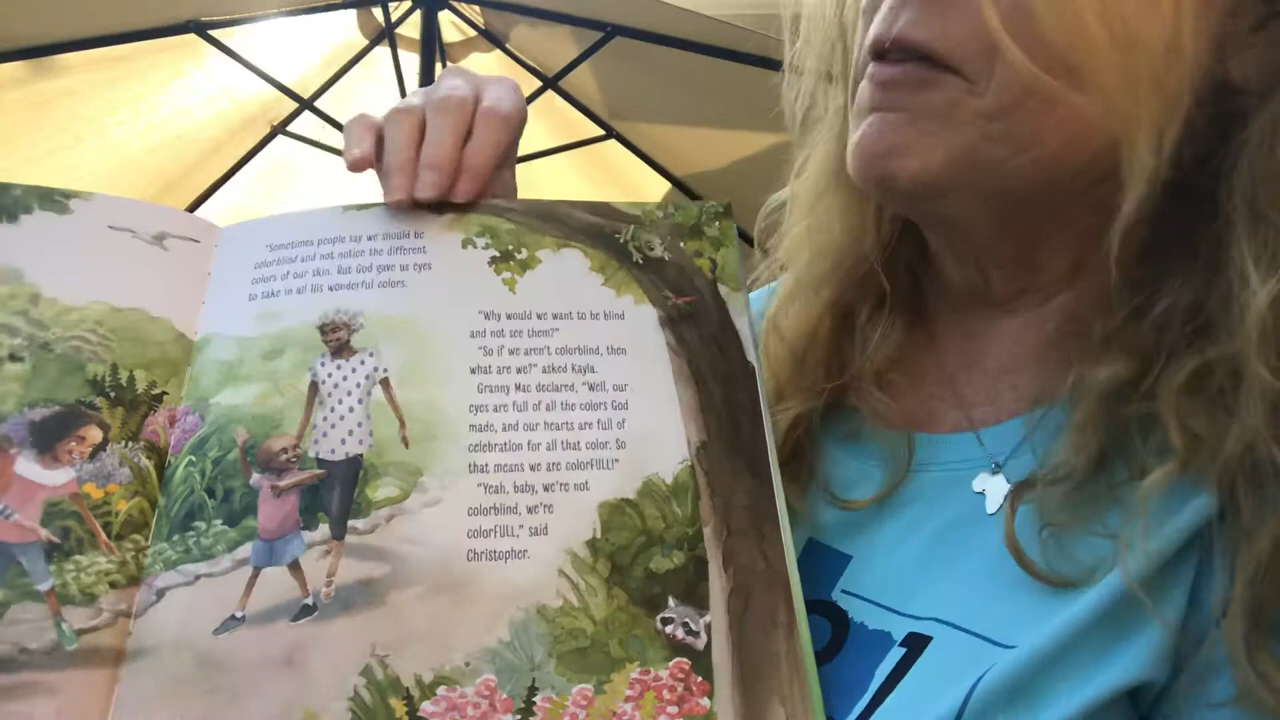 "Sometimes people say we should be
colorblind and not notice the different
colors of our skin. But God gave us eyes
to take in all His wonderful colors.
"Why would we want to be blind
and not see them?"
"So if we aren't colorblind, then
what are we?" asked Kayla.
Granny Mac declared, "Well, our
eyes are full of all the colors God
made, and our hearts are full of
celebration for all that color. So
that means we are colorFULL!"
"Yeah, baby, we're not
colorblind, we're
colorFULL," said
Christopher.